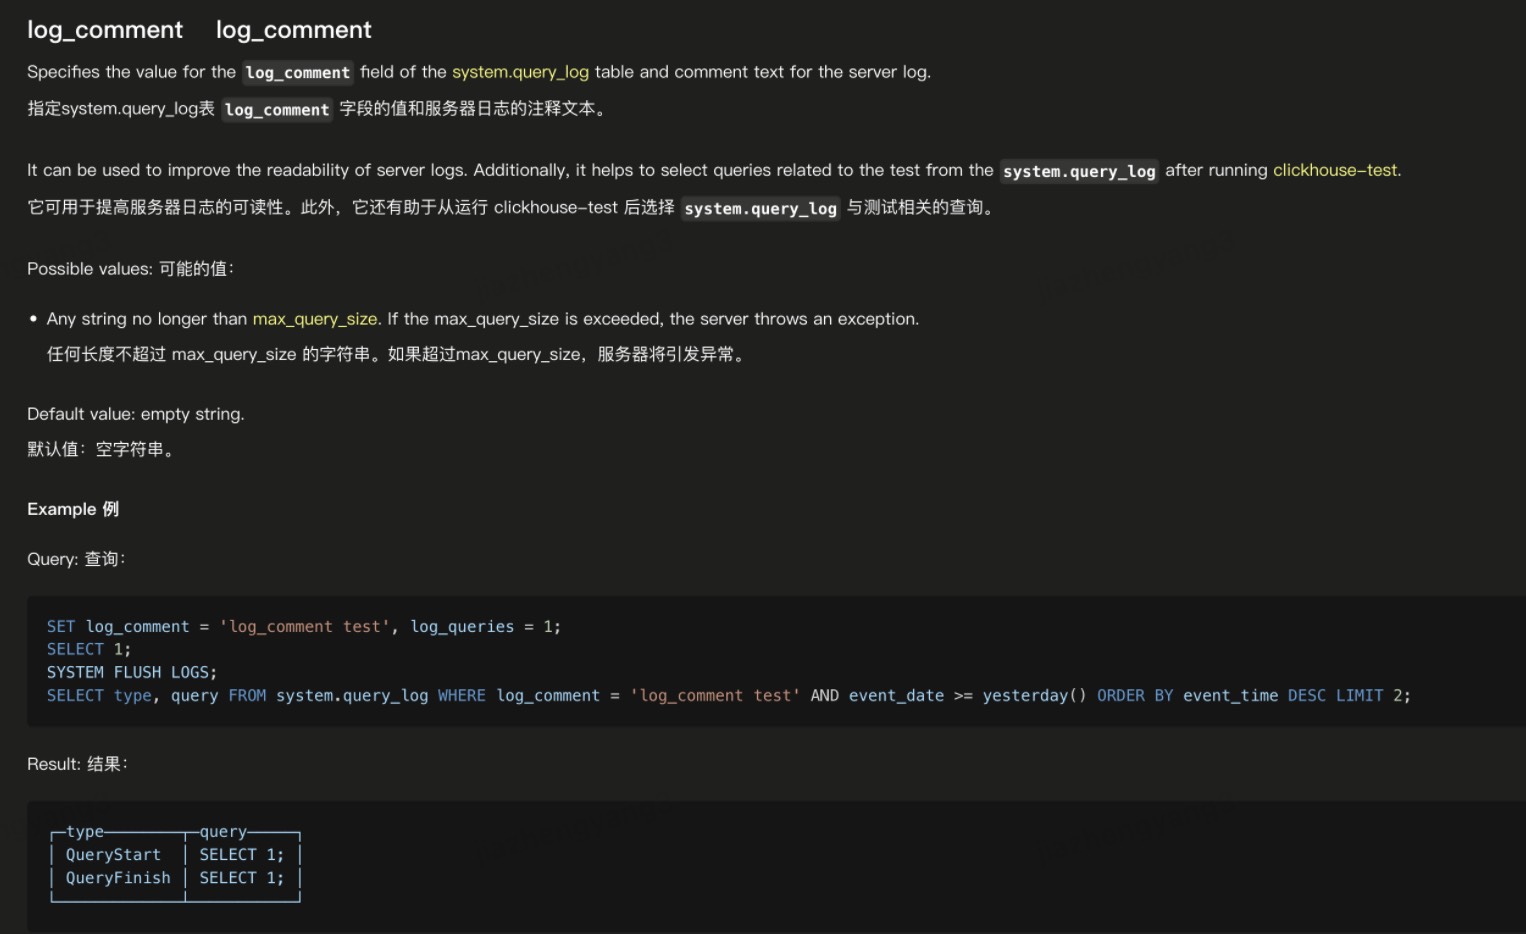 log_comment log_comment
Specifies the value for the log_comment field of the system.query_log table and comment text for the server log.
指定system.query_log表 log_comment 字段的值和服务器日志的注释文本。
It can be used to improve the readability of server logs. Additionally, it helps to select queries related to the test from the system.query_log after running clickhouse-test.
它可用于提高服务器日志的可读性。此外，它还有助于从运行 clickhouse-test 后选择 system.query_log 与测试相关的查询。
Possible values: 可能的值：
• Any string no longer than max_query_size. If the max_query_size is exceeded, the server throws an exception.
任何长度不超过 max_query_size 的字符串。如果超过max_query_size，服务器将引发异常。
Default value: empty string.
默认值：空字符串。
Example 例
Query: 查询：
SET log_comment = 'log_comment test', log_queries = 1;
SELECT 1;
SYSTEM FLUSH LOGS;
SELECT type, query FROM system.query_log WHERE log_comment = 'log_comment test' AND event_date >= yesterday() ORDER BY event_time DESC LIMIT 2;
Result: 结果：
┌─type────────┬─query─────┐
│ QueryStart  │ SELECT 1; │
│ QueryFinish │ SELECT 1; │
└─────────────┴───────────┘